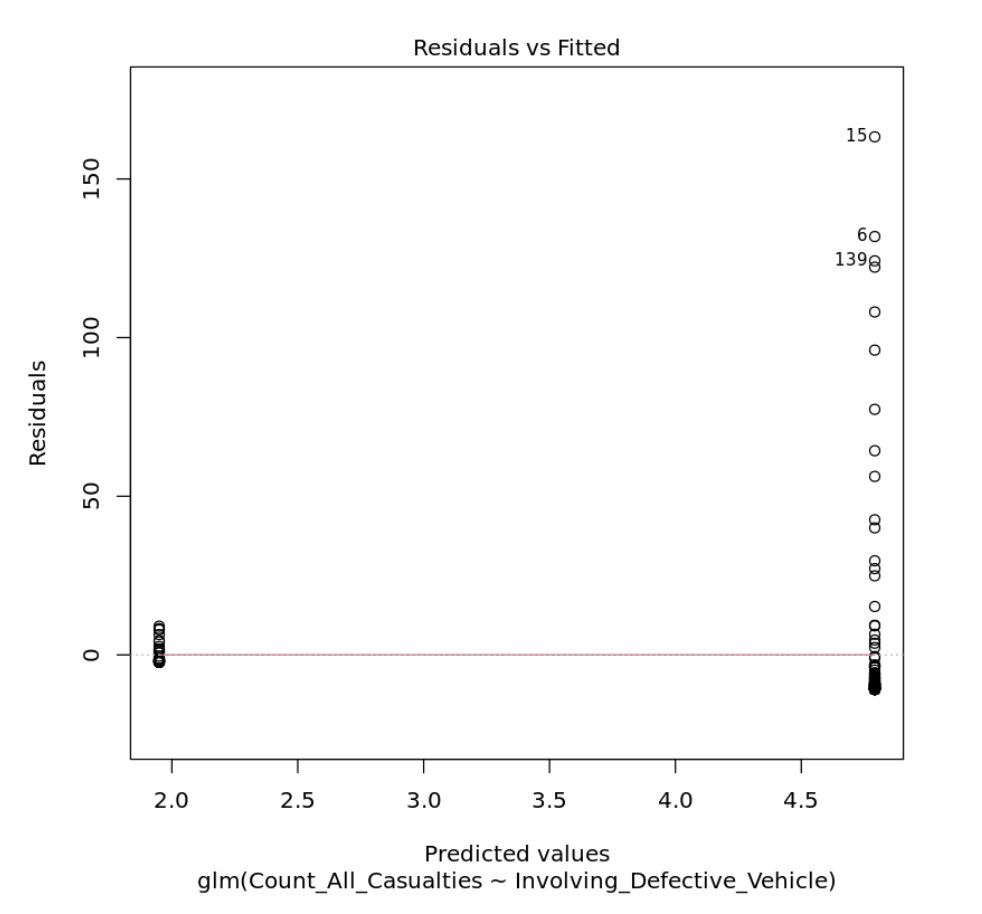 Residuals vs Fitted
15
6
139
150
100
50
0
Residuals
2.0 2.5 3.0 3.5 4.0 4.5
Predicted values
glm(Count_All_Casualties ~ Involving_Defective_Vehicle)